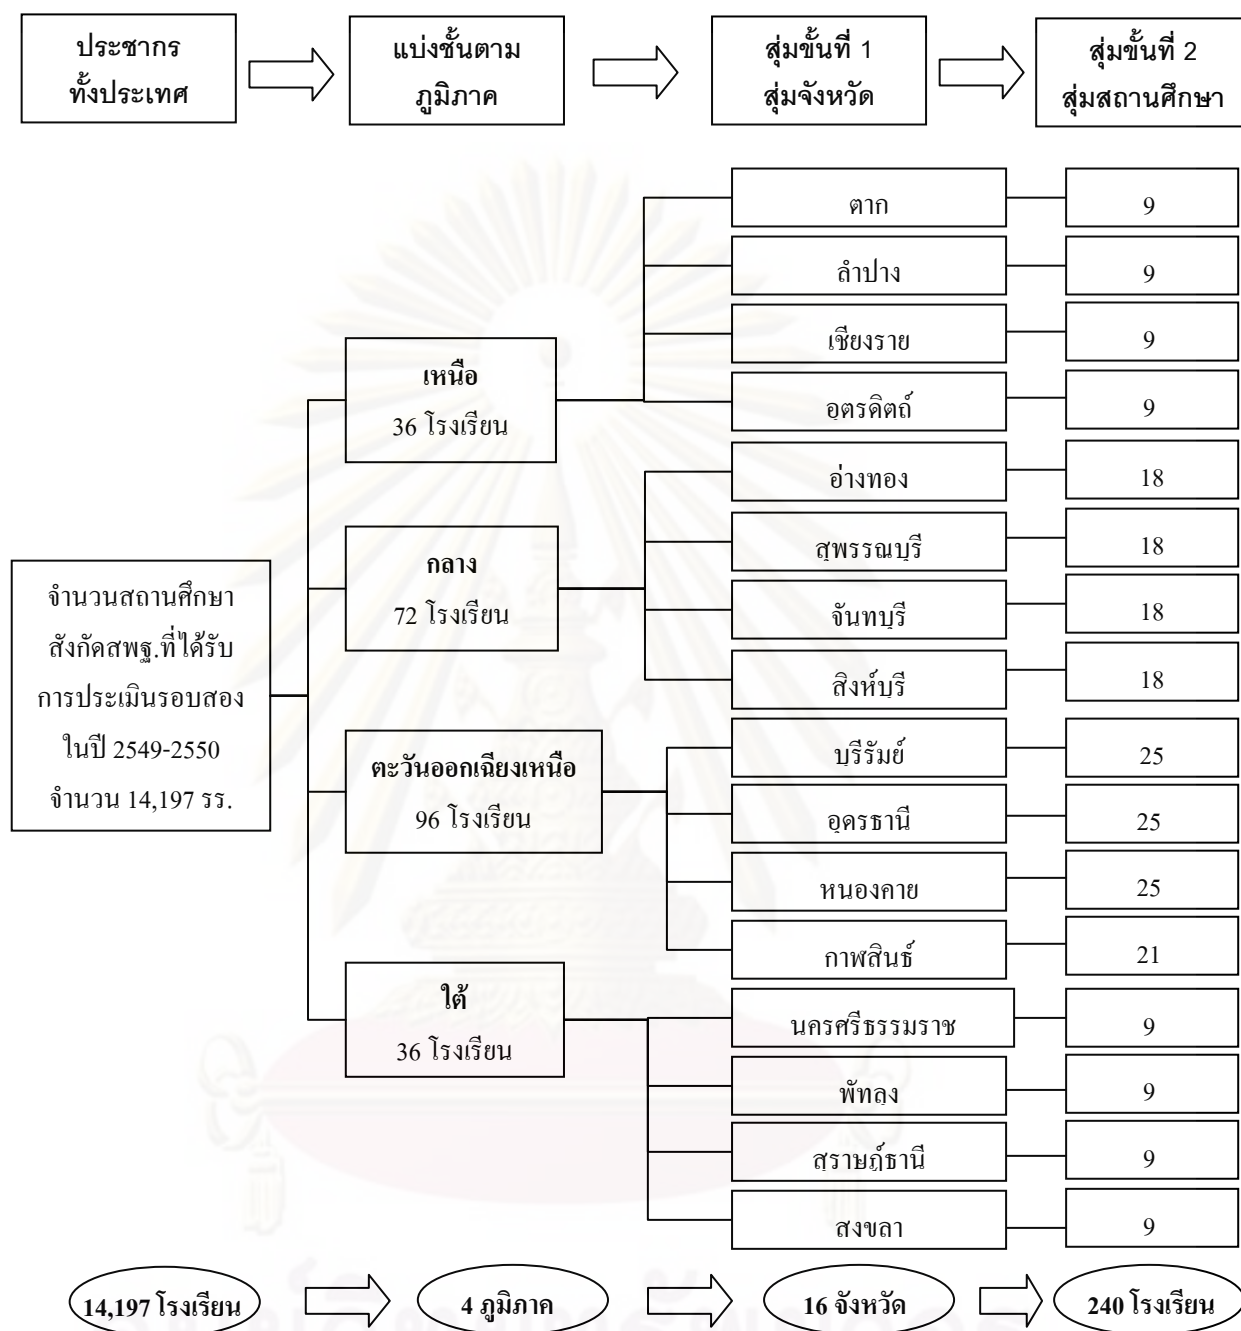 ประชากร
ทั้งประเทศ
แบ่งชั้นตาม
ภูมิภาค
สุ่มขั้นที่ 1
สุ่มจังหวัด
สุ่มขั้นที่ 2
สุ่มสถานศึกษา
จำนวนสถานศึกษา
สังกัดสพฐ.ที่ได้รับ
การประเมินรอบสอง
ในปี 2549-2550
จำนวน 14,197 รร.
เหนือ
36 โรงเรียน
ตาก
9
ลำปาง
9
เชียงราย
9
อุตรดิตถ์
9
กลาง
72 โรงเรียน
อ่างทอง
18
สุพรรณบุรี
18
จันทบุรี
18
สิงห์บุรี
18
ตะวันออกเฉียงเหนือ
96 โรงเรียน
บุรีรัมย์
25
อุดรธานี
25
หนองคาย
25
กาฬสินธุ์
21
ใต้
36 โรงเรียน
นครศรีธรรมราช
9
พัทลุง
9
สุราษฎ์ธานี
9
สงขลา
9
14,197 โรงเรียน
4 ภูมิภาค
16 จังหวัด
240 โรงเรียน